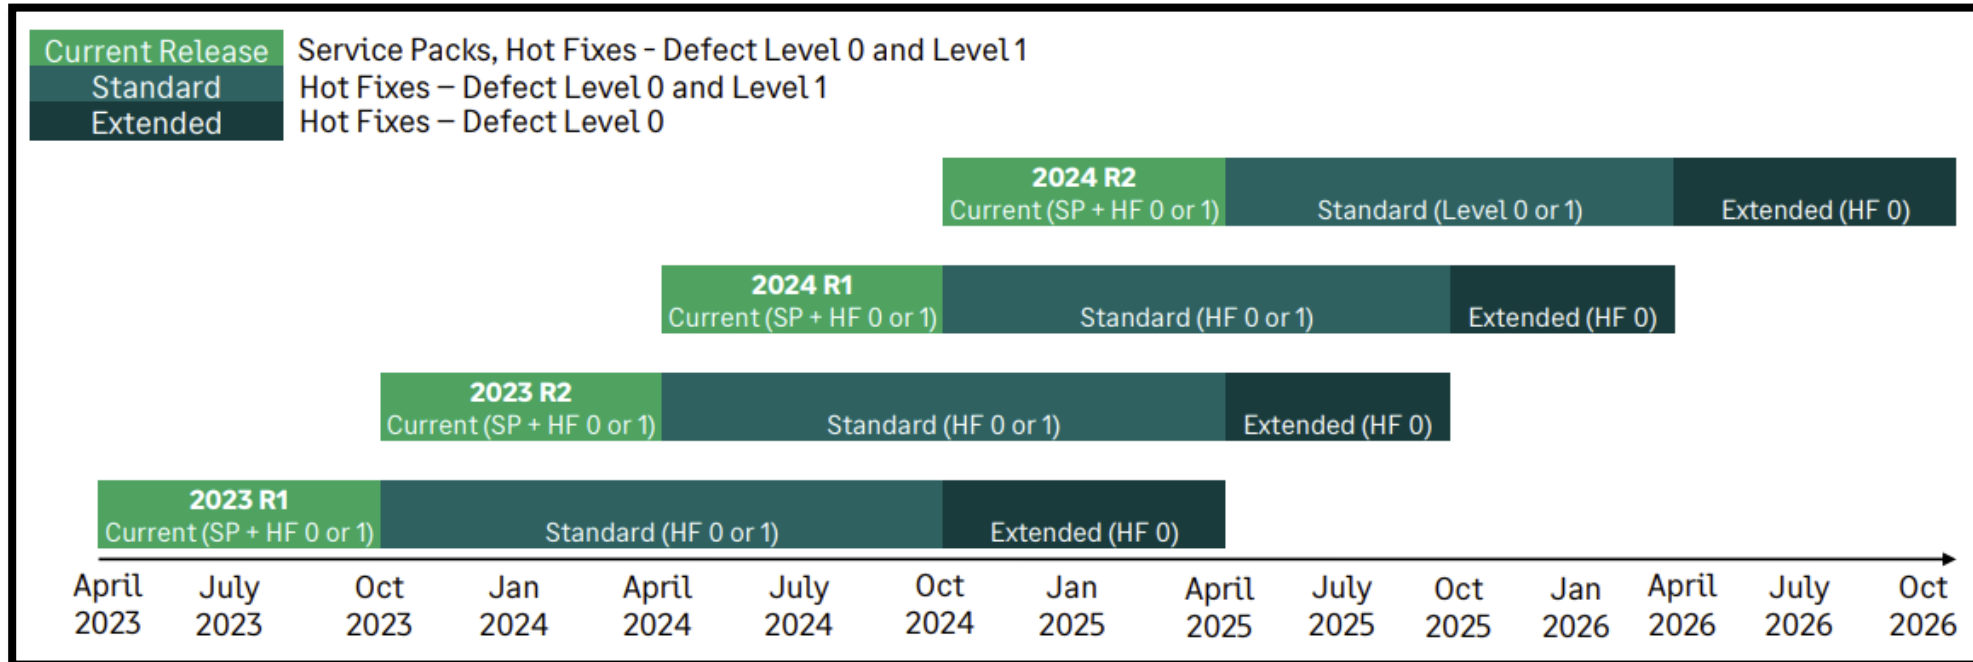 Current Release Service Packs, Hot Fixes - Defect Level 0 and Level 1
Standard Hot Fixes – Defect Level 0 and Level 1
Extended Hot Fixes – Defect Level 0
2024 R2
Current (SP + HF 0 or 1) Standard (Level 0 or 1) Extended (HF 0)
2024 R1
Current (SP + HF 0 or 1) Standard (HF 0 or 1) Extended (HF 0)
2023 R2
Current (SP + HF 0 or 1) Standard (HF 0 or 1) Extended (HF 0)
2023 R1
Current (SP + HF 0 or 1) Standard (HF 0 or 1) Extended (HF 0)
April July Oct Jan April July Oct Jan April July Oct Jan April July Oct
2023 2023 2023 2024 2024 2024 2024 2025 2025 2025 2025 2026 2026 2026 2026